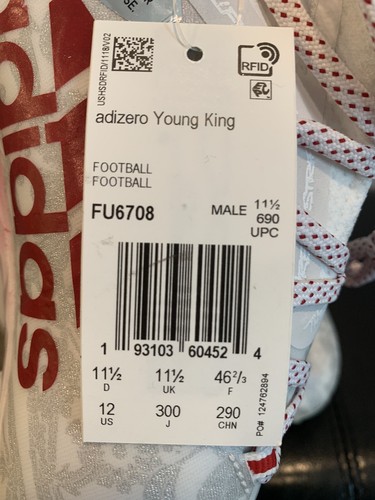 USHSDRFID/1118/V02
RFID
adizero Young King
FOOTBALL
FOOTBALL
FU6708
MALE 11½
690
UPC
1 93103 60452 4
11½ 11½ 46⅔
D UK F
12 300 290
US J CHN
PO# 124762894
adidas